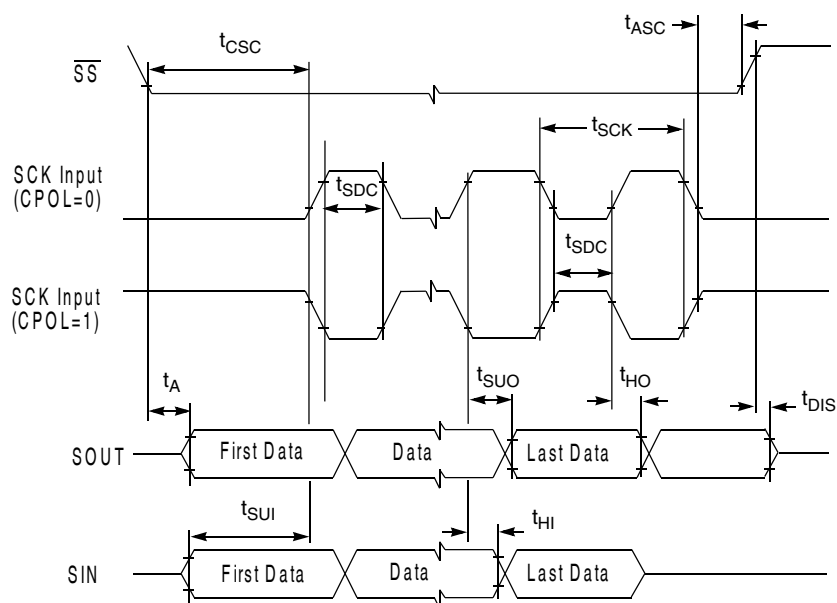 tCSC
tASC
SS
tSCK
SCK Input
(CPOL=0)
tSDC
tSDC
SCK Input
(CPOL=1)
tA
tSUO
tHO
tDIS
SOUT
First Data
Data
Last Data
tSUI
tHI
SIN
First Data
Data
Last Data